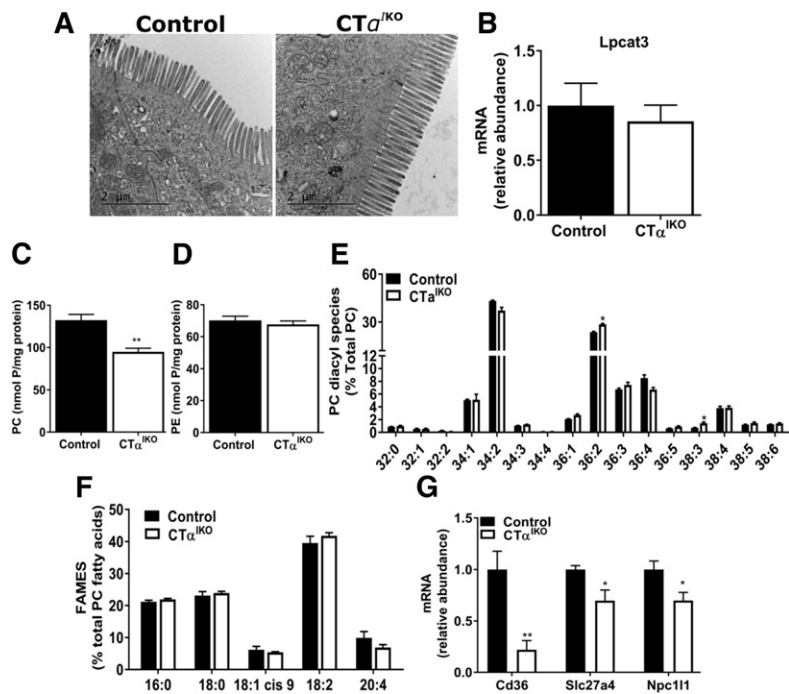 A
Control
CTα^IKO
2 μm
2 μm
B
Lpcat3
mRNA
(relative abundance)
1.5
1.0
0.5
0.0
Control
CTα^IKO
C
PC (nmol P/mg protein)
150
100
50
0
**
Control
CTα^IKO
D
PE (nmol P/mg protein)
100
80
60
40
20
0
Control
CTα^IKO
E
PC diacyl species
(% Total PC)
60
30
12
10
8
6
4
2
0
Control
CTa^IKO
*
*
32:0
32:1
32:2
34:1
34:2
34:3
34:4
36:1
36:2
36:3
36:4
36:5
38:3
38:4
38:5
38:6
F
FAMES
(% total PC fatty acids)
50
40
30
20
10
0
Control
CTα^IKO
16:0 18:0 18:1 cis 9 18:2 20:4
G
mRNA
(relative abundance)
1.5
1.0
0.5
0.0
Control
CTα^IKO
**
*
*
Cd36 Slc27a4 Npc1l1